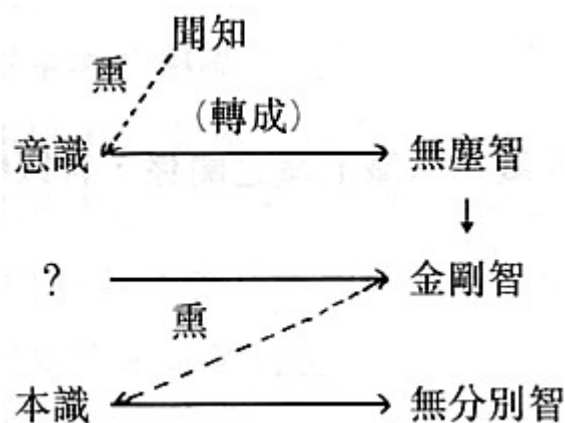 聞知
熏
(轉成)
意識 無塵智
? 金剛智
熏
本識 無分別智